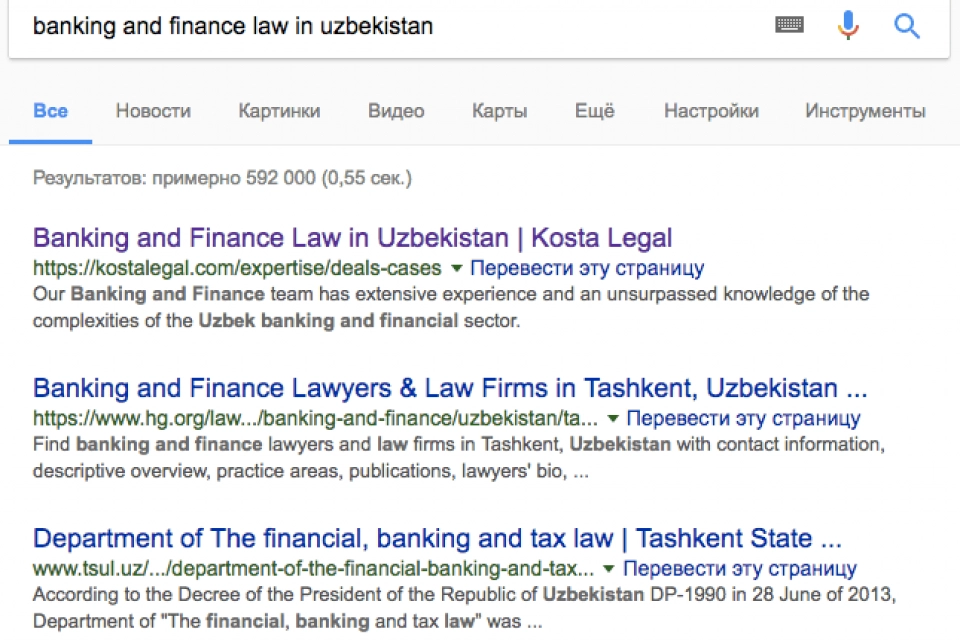 banking and finance law in uzbekistan
Все Новости Картинки Видео Карты Ещё Настройки Инструменты
Результатов: примерно 592 000 (0,55 сек.)
Banking and Finance Law in Uzbekistan | Kosta Legal
https://kostalegal.com/expertise/deals-cases ▼ Перевести эту страницу
Our Banking and Finance team has extensive experience and an unsurpassed knowledge of the
complexities of the Uzbek banking and financial sector.
Banking and Finance Lawyers & Law Firms in Tashkent, Uzbekistan ...
https://www.hg.org/law.../banking-and-finance/uzbekistan/ta... ▼ Перевести эту страницу
Find banking and finance lawyers and law firms in Tashkent, Uzbekistan with contact information,
descriptive overview, practice areas, publications, lawyers' bio, ...
Department of The financial, banking and tax law | Tashkent State ...
www.tsul.uz/.../department-of-the-financial-banking-and-tax... ▼ Перевести эту страницу
According to the Decree of the President of the Republic of Uzbekistan DP-1990 in 28 June of 2013,
Department of "The financial, banking and tax law" was ...